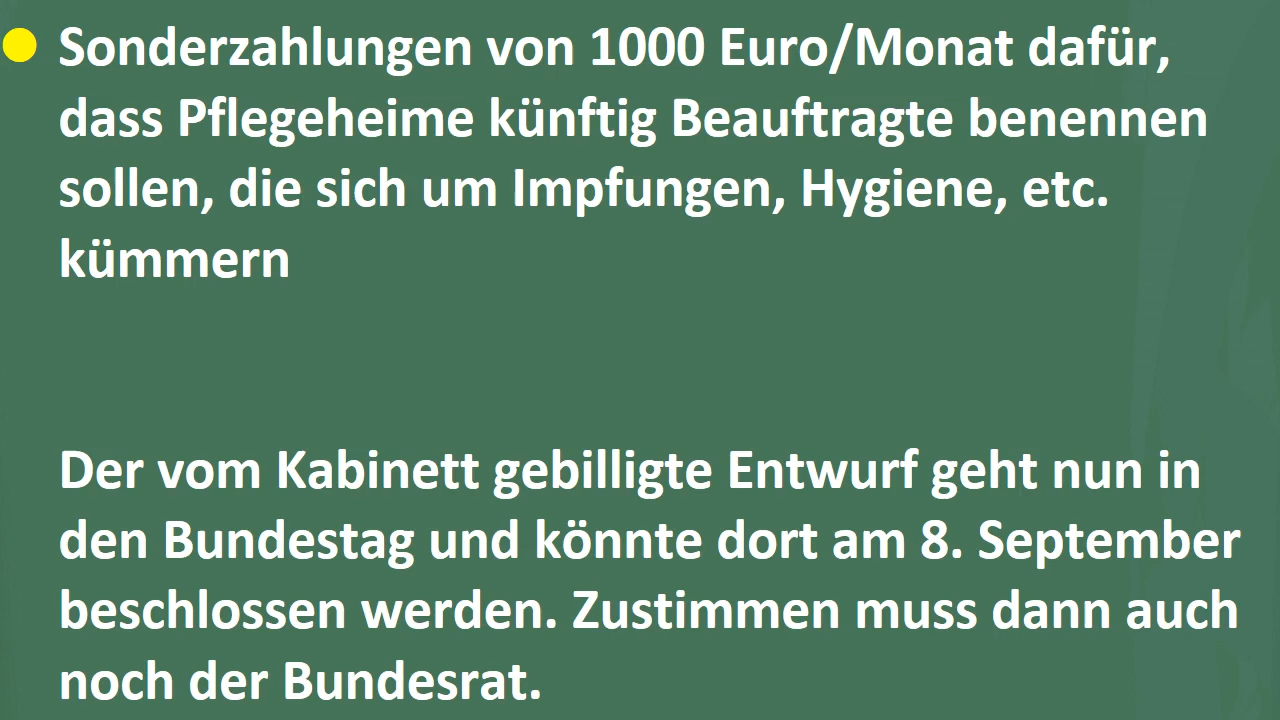 Sonderzahlungen von 1000 Euro/Monat dafür,
dass Pflegeheime künftig Beauftragte benennen
sollen, die sich um Impfungen, Hygiene, etc.
kümmern
Der vom Kabinett gebilligte Entwurf geht nun in
den Bundestag und könnte dort am 8. September
beschlossen werden. Zustimmen muss dann auch
noch der Bundesrat.